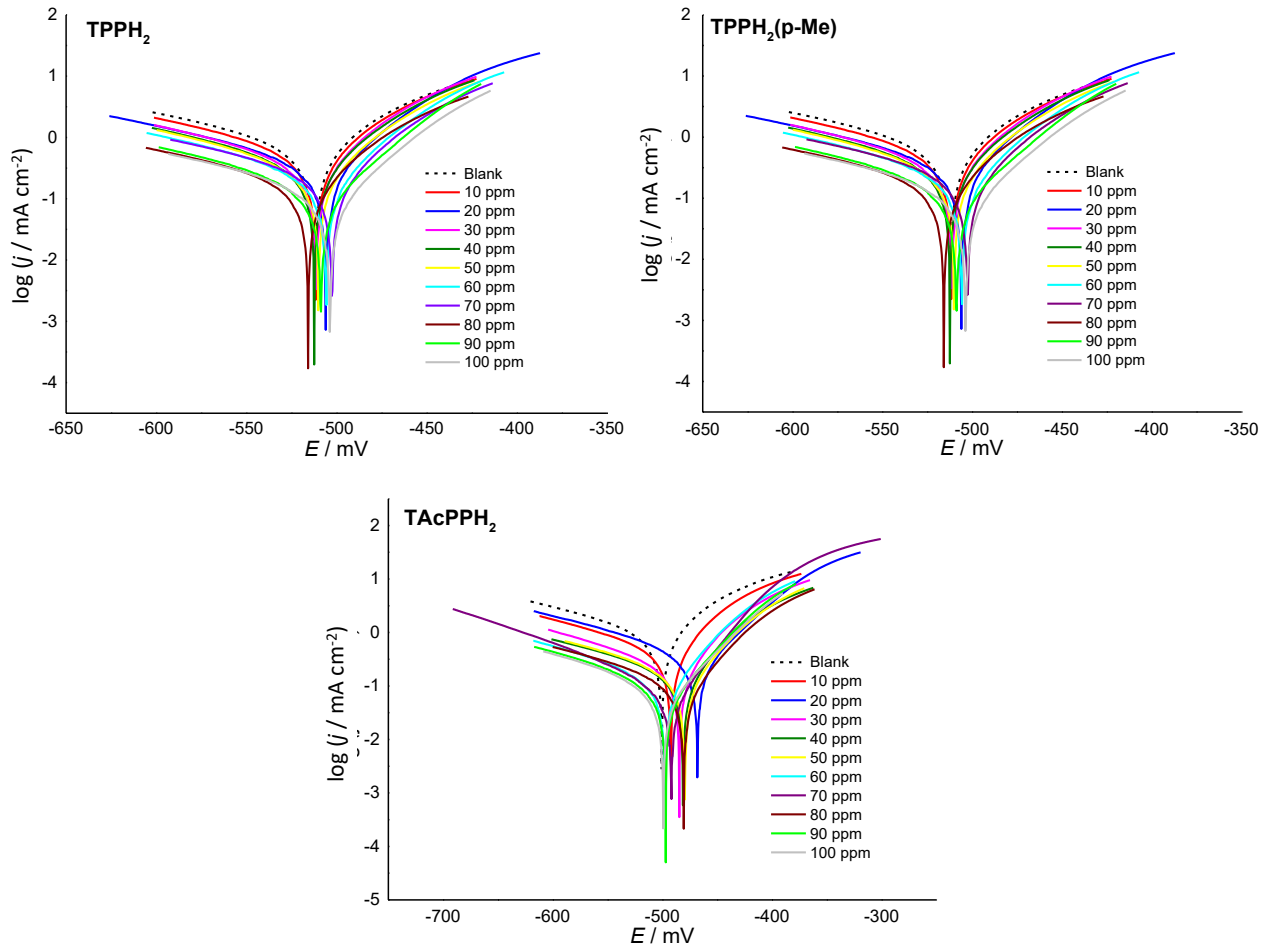 TPPH₂
log (j / mA cm⁻²)
2
1
0
-1
-2
-3
-4
-650
-600
-550
-500
-450
-400
-350
E / mV
Blank
10 ppm
20 ppm
30 ppm
40 ppm
50 ppm
60 ppm
70 ppm
80 ppm
90 ppm
100 ppm
TPPH₂(p-Me)
log (j / mA cm⁻²)
2
1
0
-1
-2
-3
-4
-650
-600
-550
-500
-450
-400
-350
E / mV
Blank
10 ppm
20 ppm
30 ppm
40 ppm
50 ppm
60 ppm
70 ppm
80 ppm
90 ppm
100 ppm
TAcPPH₂
log (j / mA cm⁻²)
2
1
0
-1
-2
-3
-4
-5
-700
-600
-500
-400
-300
E / mV
Blank
10 ppm
20 ppm
30 ppm
40 ppm
50 ppm
60 ppm
70 ppm
80 ppm
90 ppm
100 ppm